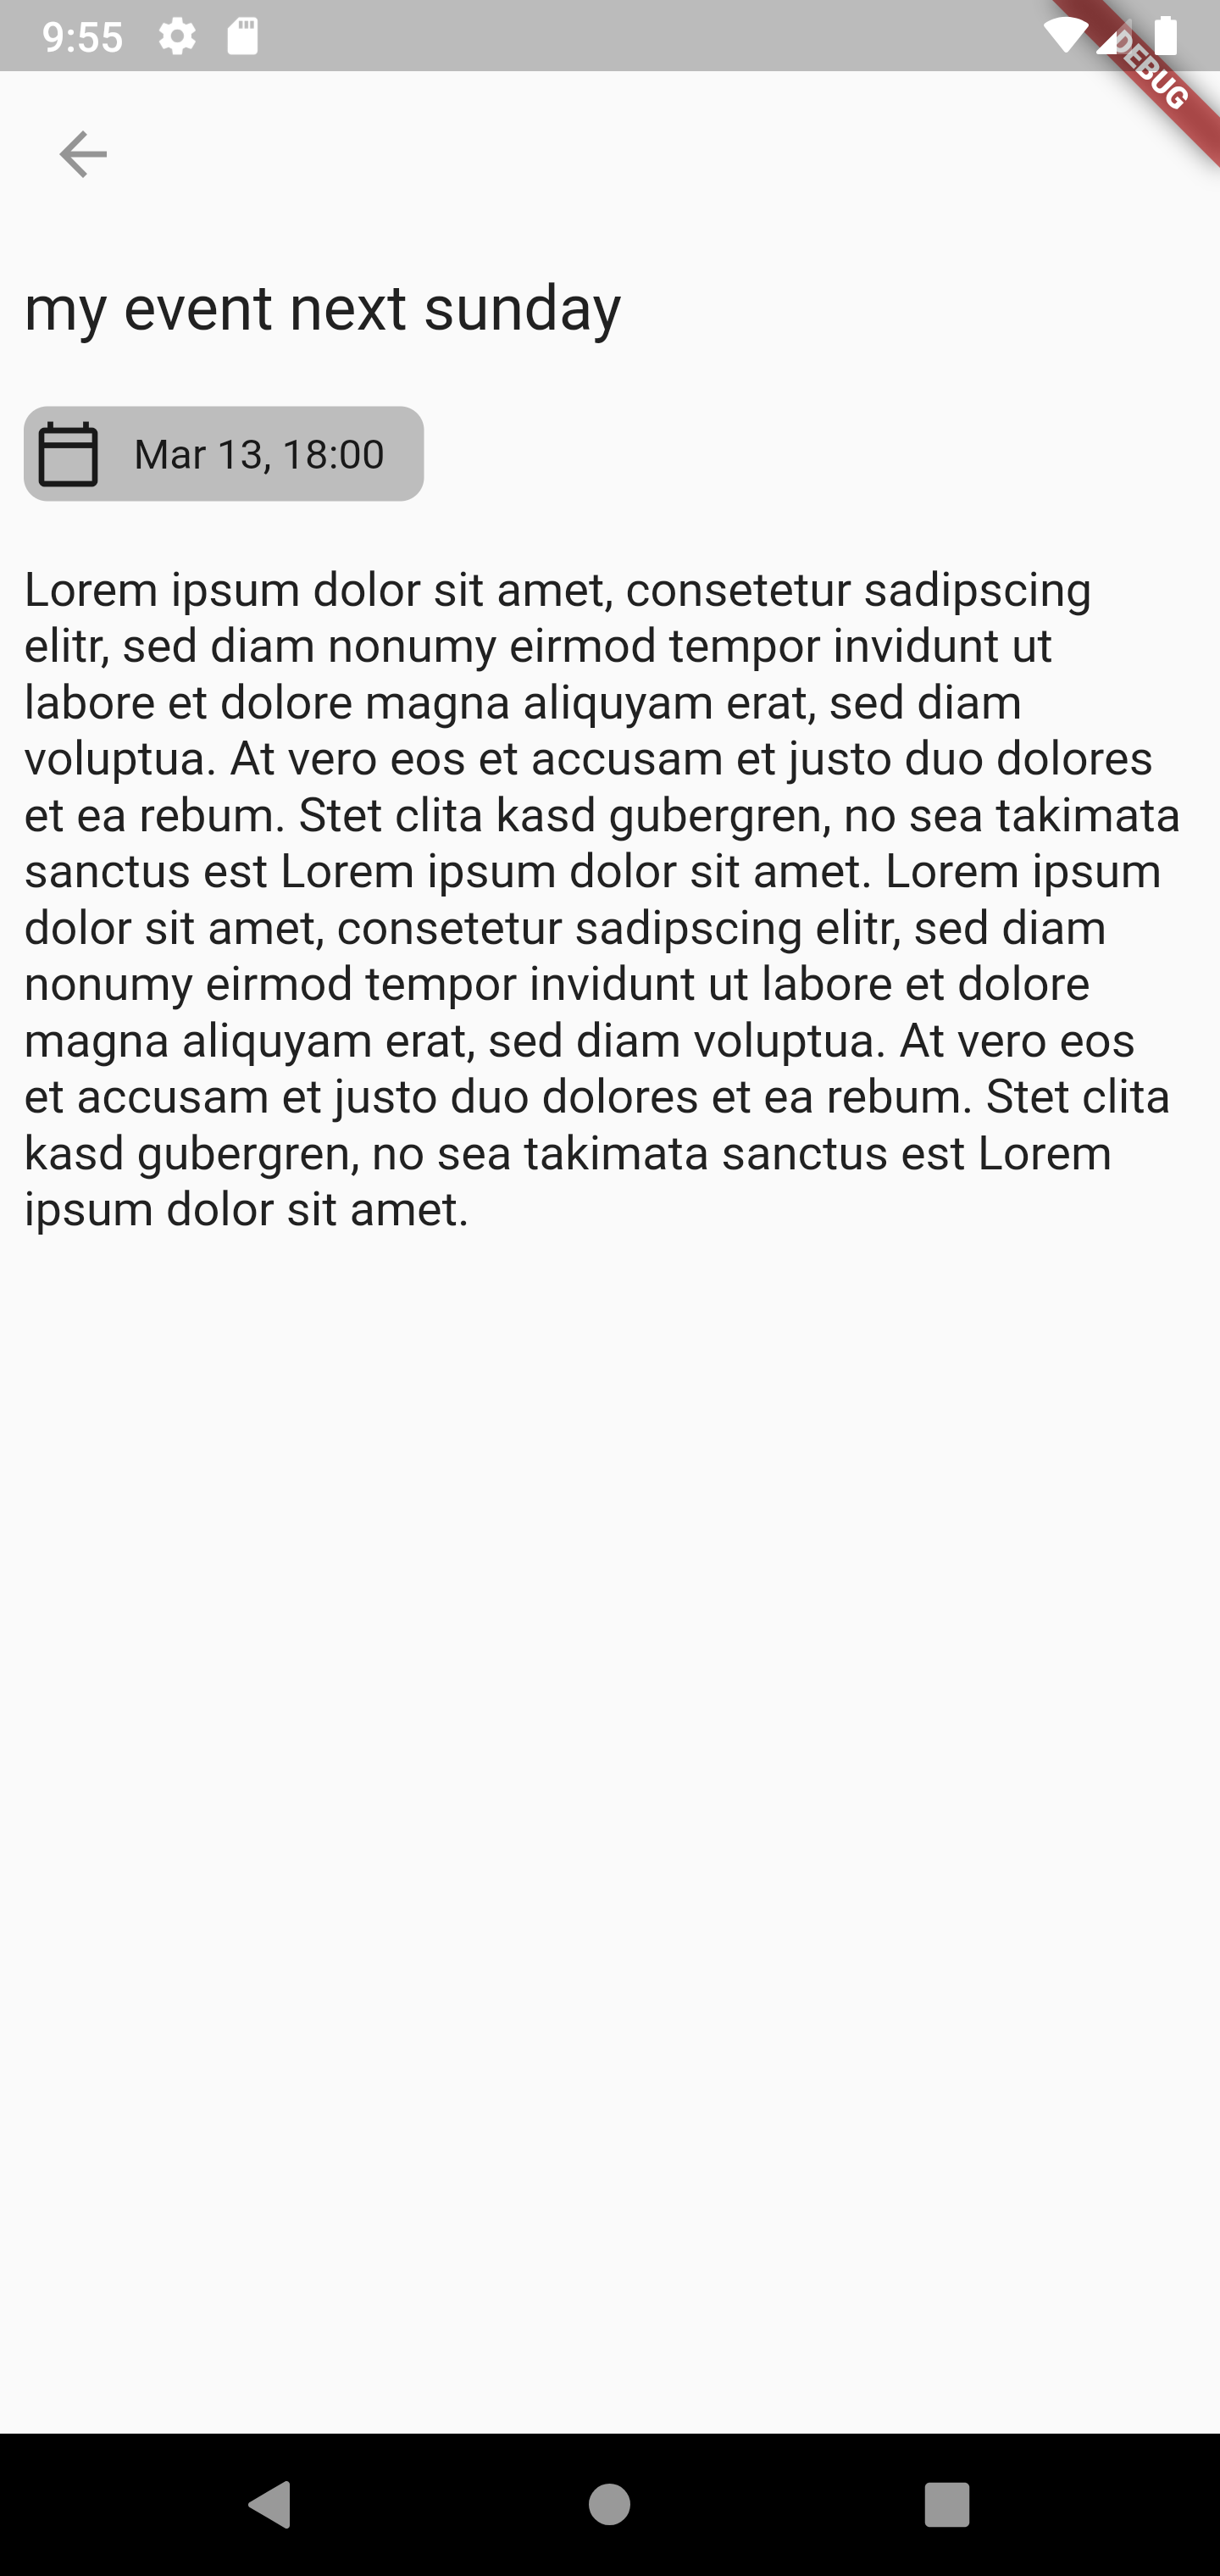 9:55
DEBUG
my event next sunday
Mar 13, 18:00
Lorem ipsum dolor sit amet, consetetur sadipscing
elitr, sed diam nonumy eirmod tempor invidunt ut
labore et dolore magna aliquyam erat, sed diam
voluptua. At vero eos et accusam et justo duo dolores
et ea rebum. Stet clita kasd gubergren, no sea takimata
sanctus est Lorem ipsum dolor sit amet. Lorem ipsum
dolor sit amet, consetetur sadipscing elitr, sed diam
nonumy eirmod tempor invidunt ut labore et dolore
magna aliquyam erat, sed diam voluptua. At vero eos
et accusam et justo duo dolores et ea rebum. Stet clita
kasd gubergren, no sea takimata sanctus est Lorem
ipsum dolor sit amet.